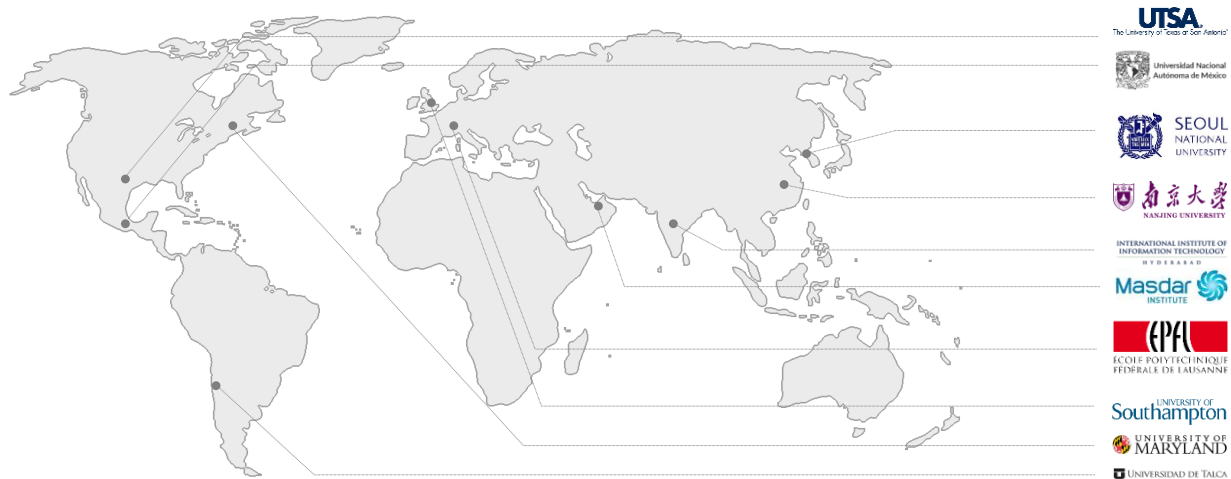 UTSA.
The University of Texas at San Antonio
Universidad Nacional
Autónoma de México
SEOUL
NATIONAL
UNIVERSITY
南京大學
NANJING UNIVERSITY
INTERNATIONAL INSTITUTE OF
INFORMATION TECHNOLOGY
HYDERABAD
Masdar
INSTITUTE
EPFL
ÉCOLE POLYTECHNIQUE
FÉDÉRALE DE LAUSANNE
UNIVERSITY OF
Southampton
UNIVERSITY OF
MARYLAND
UNIVERSIDAD DE TALCA